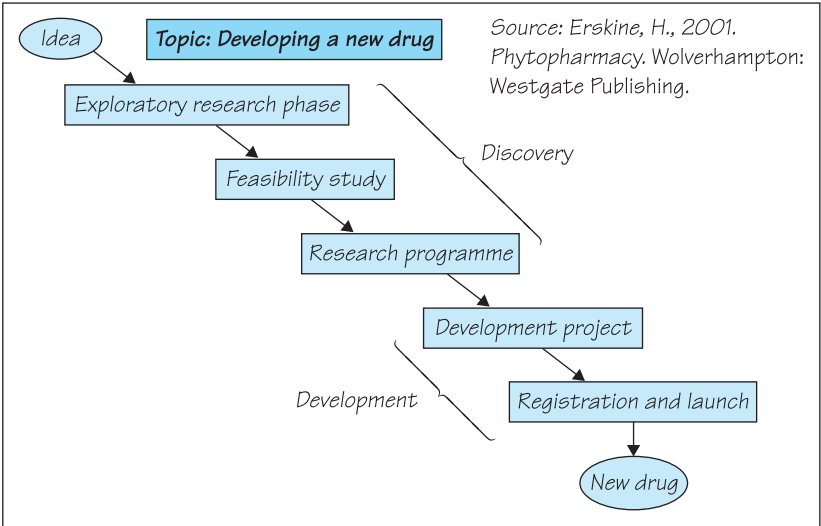 Idea
Topic: Developing a new drug
Source: Erskine, H., 2001.
Phytopharmacy. Wolverhampton:
Westgate Publishing.
Exploratory research phase
Discovery
Feasibility study
Research programme
Development project
Development
Registration and launch
New drug